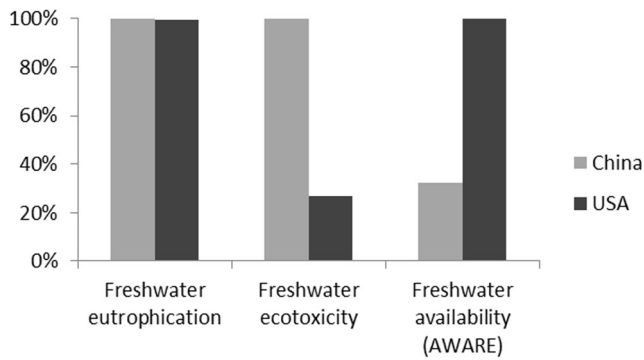 100%
80%
60%
40%
20%
0%
Freshwater eutrophication
Freshwater ecotoxicity
Freshwater availability (AWARE)
China
USA